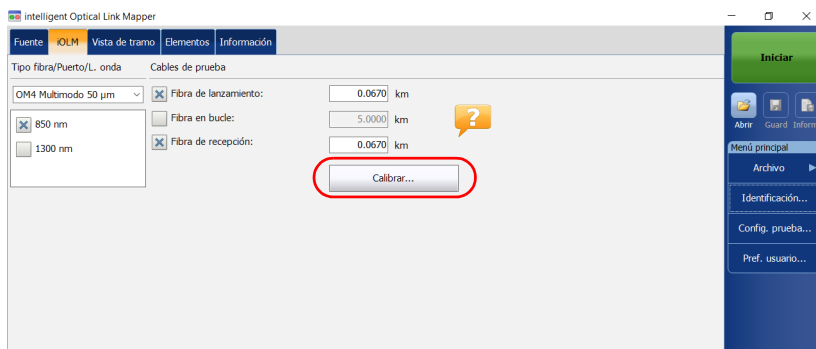 intelligent Optical Link Mapper
Fuente iOLM Vista de tramo Elementos Información
Tipo fibra/Puerto/L. onda Cables de prueba
OM4 Multimodo 50 µm
850 nm
1300 nm
Fibra de lanzamiento: 0.0670 km
Fibra en bucle: 5.0000 km
Fibra de recepción: 0.0670 km
?
Calibrar...
Iniciar
Abrir Guard Inform
Menú principal
Archivo
Identificación...
Config. prueba...
Pref. usuario...